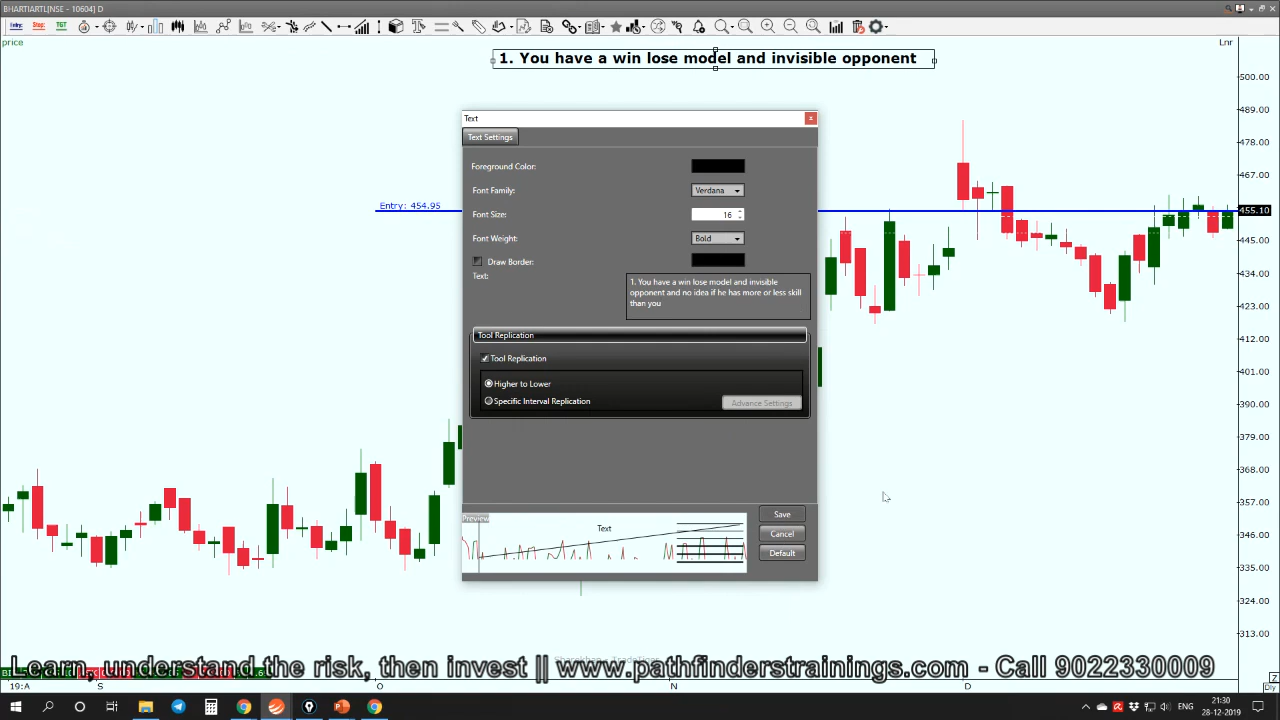 BHARTIARTL[NSE - 10604] D
Entry:
Stop:
TGT
price
Lnr
1. You have a win lose model and invisible opponent
Text
Text Settings
Foreground Color:
Font Family:
Verdana
Font Size:
16
Font Weight:
Bold
Draw Border:
Text:
1. You have a win lose model and invisible
opponent and no idea if he has more or less skill
than you
Tool Replication
Tool Replication
Higher to Lower
Specific Interval Replication
Advance Settings
Preview
Text
Save
Cancel
Default
Entry: 454.95
500.00
489.00
478.00
467.00
455.10
445.00
434.00
423.00
412.00
401.00
390.00
379.00
368.00
357.00
346.00
335.00
324.00
313.00
Learn, understand the risk, then invest || www.pathfinderstrainings.com - Call 9022330009
19:A
S
O
N
D
Dly
Z
ENG
21:30
28-12-2019